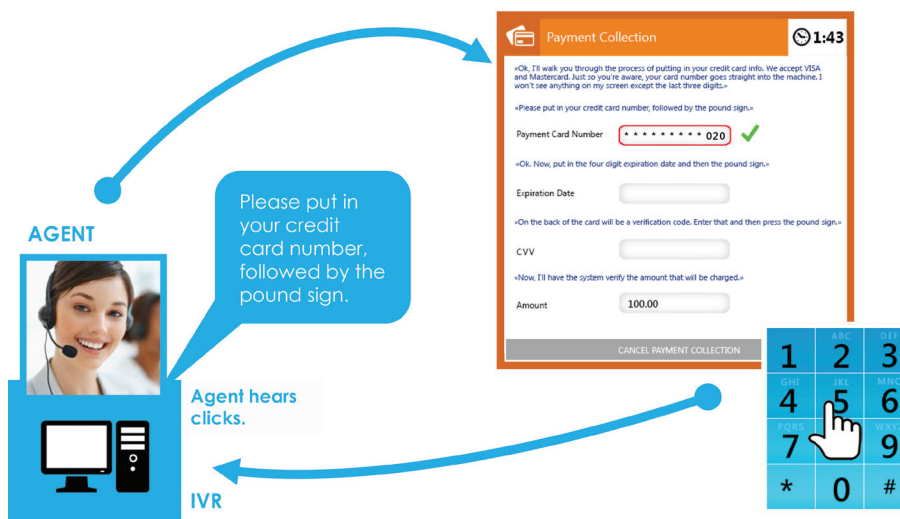 Payment Collection
1:43
«Ok, I'll walk you through the process of putting in your credit card info. We accept VISA
and Mastercard. Just so you're aware, your card number goes straight into the machine. I
won't see anything on my screen except the last three digits.»
«Please put in your credit card number, followed by the pound sign.»
Payment Card Number
* * * * * * * * * 020
«Ok. Now, put in the four digit expiration date and then the pound sign.»
Expiration Date
«On the back of the card will be a verification code. Enter that and then press the pound sign.»
CVV
«Now, I'll have the system verify the amount that will be charged.»
Amount
100.00
CANCEL PAYMENT COLLECTION
AGENT
Please put in
your credit
card number,
followed by the
pound sign.
Agent hears
clicks.
IVR
ABC DEF
1 2 3
GHI JKL MNO
4 5 6
PQRS WXY
7 9
* 0 #